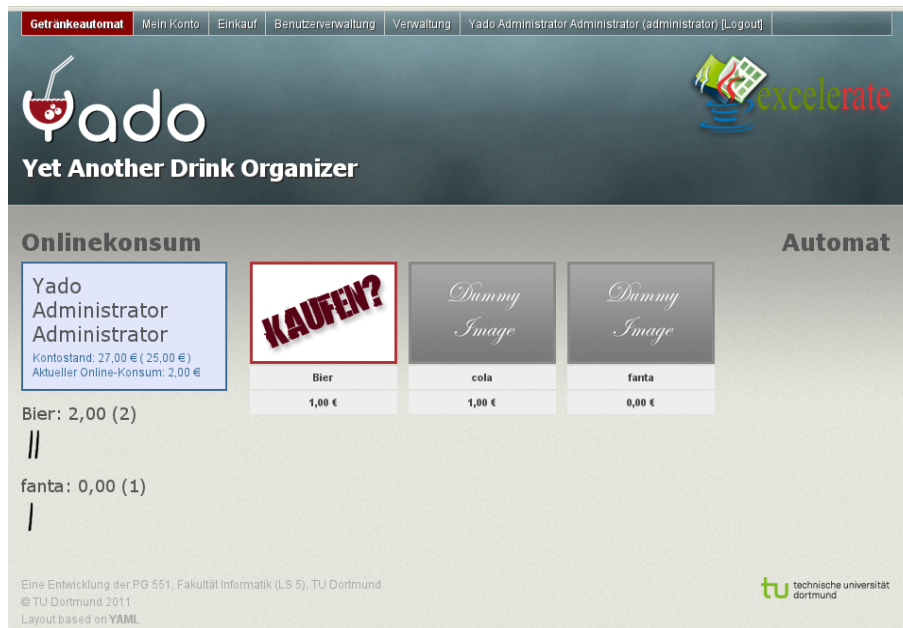 Getränkeautomat Mein Konto Einkauf Benutzerverwaltung Verwaltung Yado Administrator Administrator (administrator) [Logout]
Yado
excelerate
Yet Another Drink Organizer
Onlinekonsum
Automat
Yado
Administrator
Administrator
Kontostand: 27,00 € ( 25,00 € )
Aktueller Online-Konsum: 2,00 €
KAUFEN?
Dummy
Image
Dummy
Image
Bier cola fanta
1,00 € 1,00 € 0,00 €
Bier: 2,00 (2)
fanta: 0,00 (1)
Eine Entwicklung der PG 551, Fakultät Informatik (LS 5), TU Dortmund
© TU Dortmund 2011
Layout based on YAML
tu technische universität
dortmund